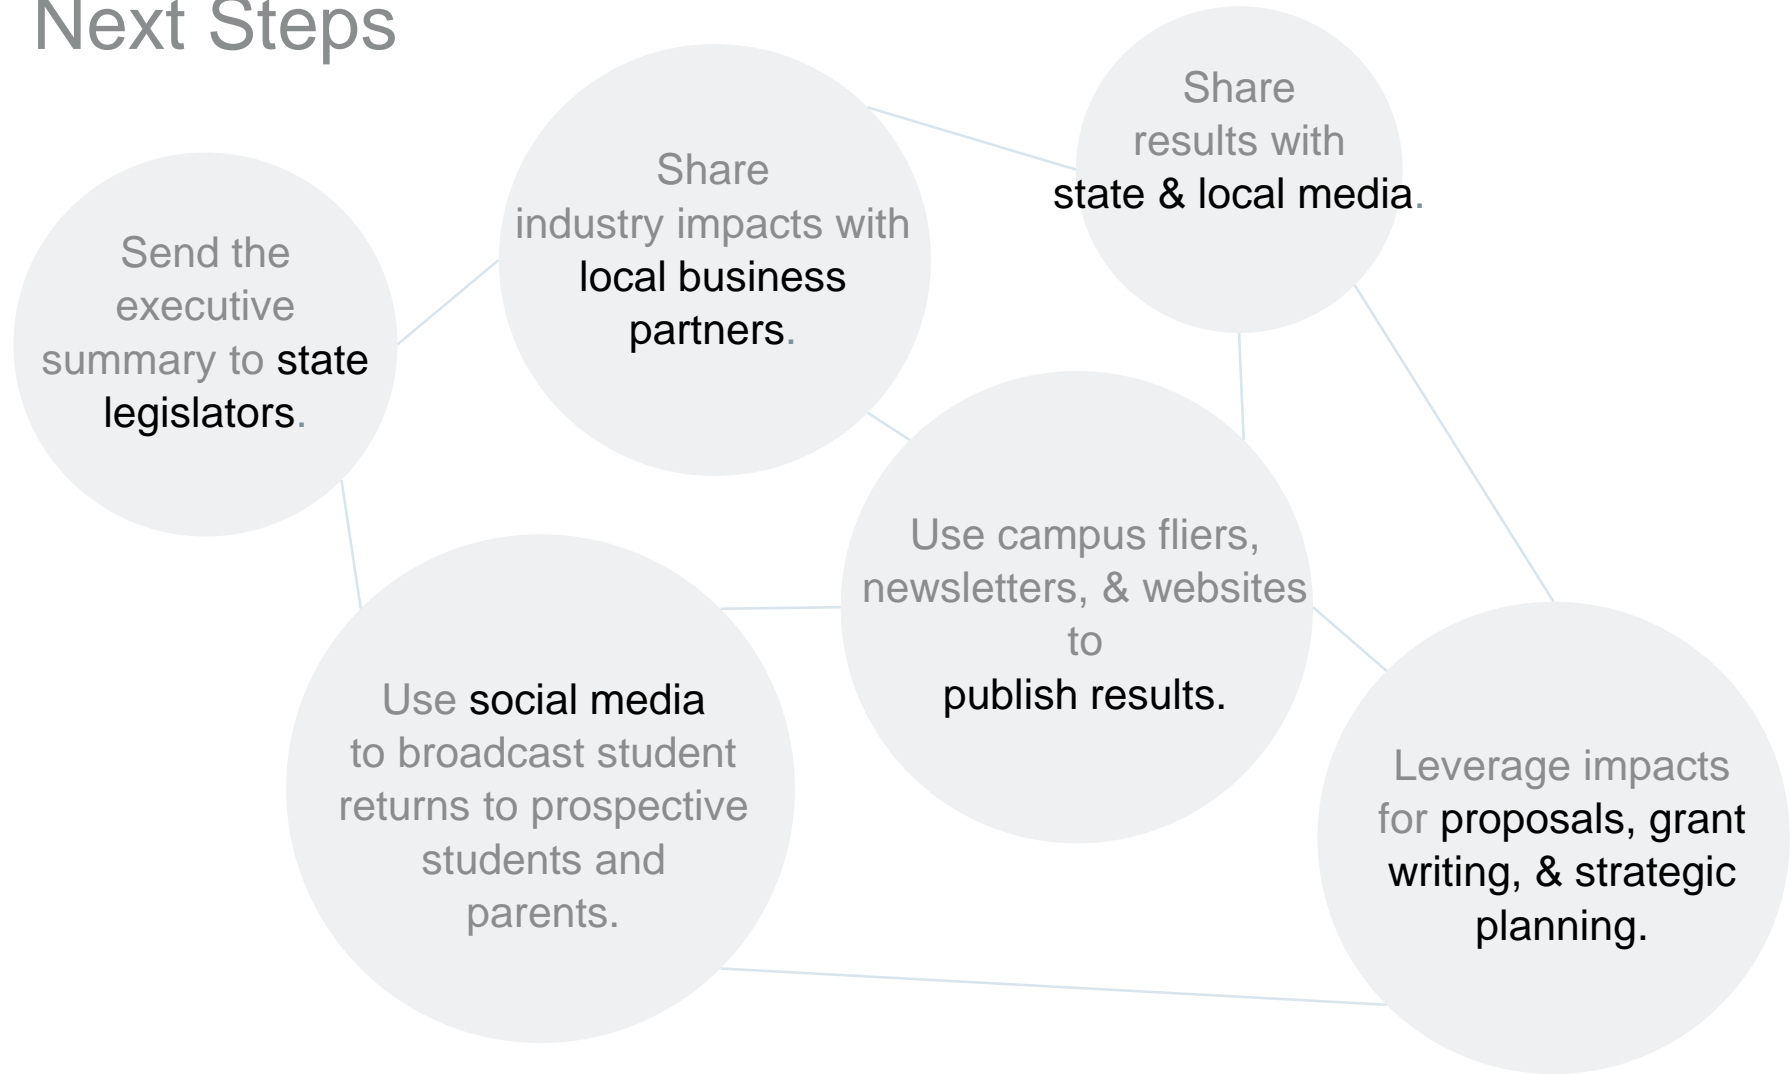 Next Steps
Send the
executive
summary to state
legislators.
Share
industry impacts with
local business
partners.
Share
results with
state & local media.
Use social media
to broadcast student
returns to prospective
students and
parents.
Use campus fliers,
newsletters, & websites
to
publish results.
Leverage impacts
for proposals, grant
writing, & strategic
planning.